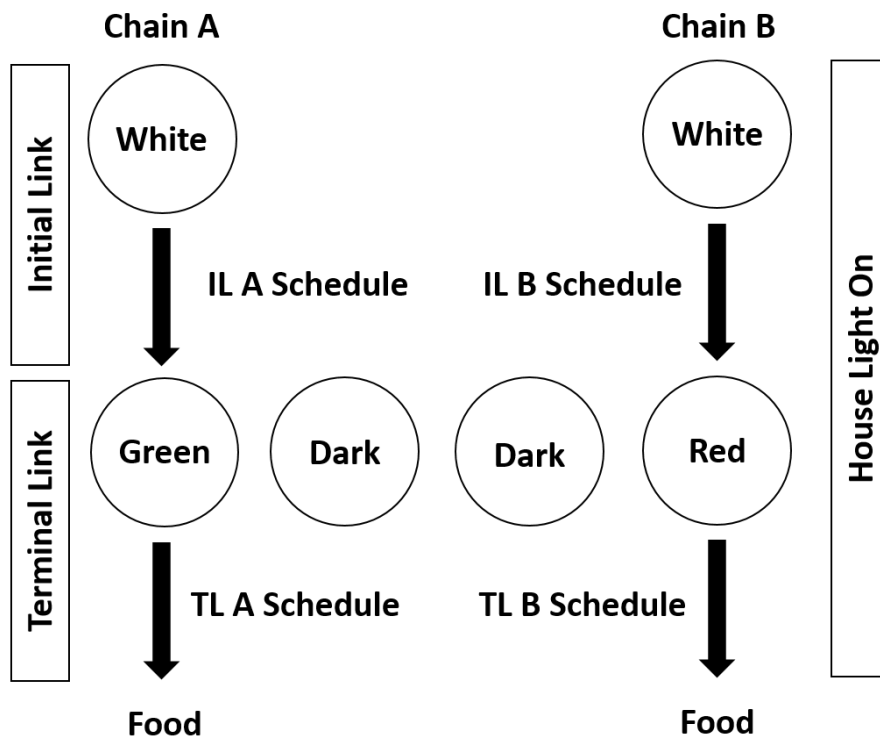 Chain A
Chain B
Initial Link
White
White
House Light On
IL A Schedule
IL B Schedule
Terminal Link
Green
Dark
Dark
Red
TL A Schedule
TL B Schedule
Food
Food